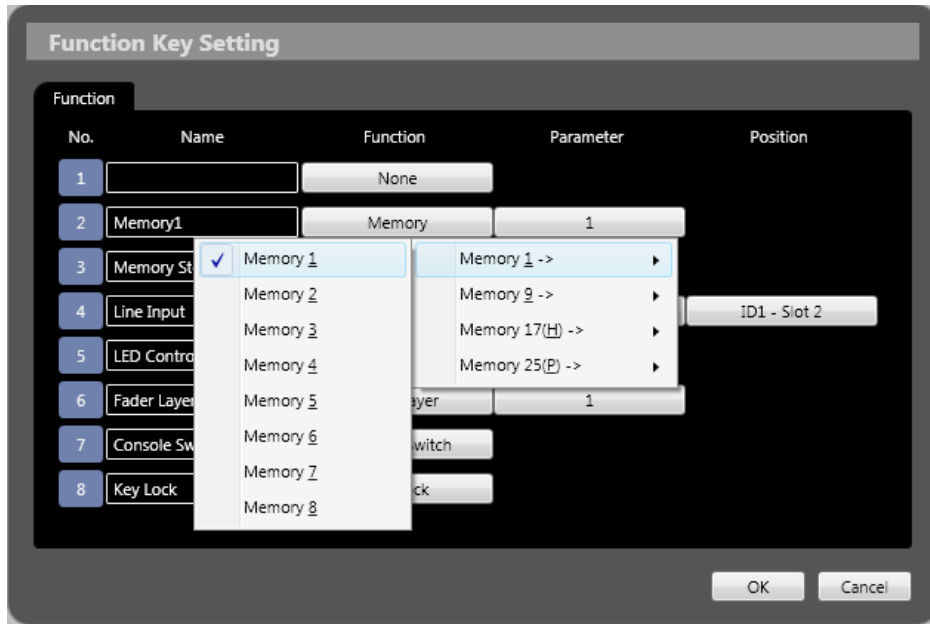 Function Key Setting
Function
No. Name Function Parameter Position
1 None
2 Memory1 Memory 1
3 Memory St
4 Line Input ID1 - Slot 2
5 LED Contro
6 Fader Layer ayer 1
7 Console Sw witch
8 Key Lock ck
Memory 1
Memory 2
Memory 3
Memory 4
Memory 5
Memory 6
Memory 7
Memory 8
Memory 1 ->
Memory 9 ->
Memory 17(H) ->
Memory 25(P) ->
OK Cancel